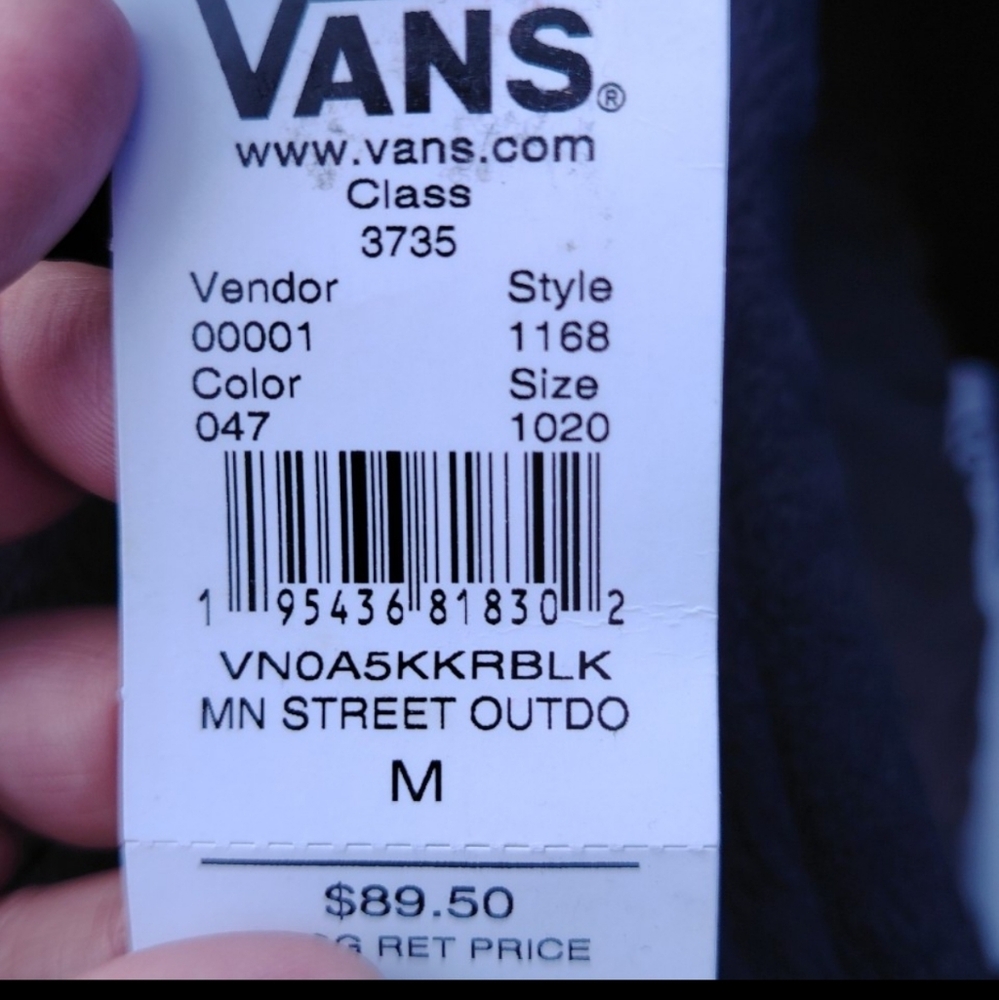 VANS®
www.vans.com
Class
3735
Vendor Style
00001 1168
Color Size
047 1020
1 95436 81830 2
VN0A5KKRBLK
MN STREET OUTDO
M
$89.50
G RET PRICE